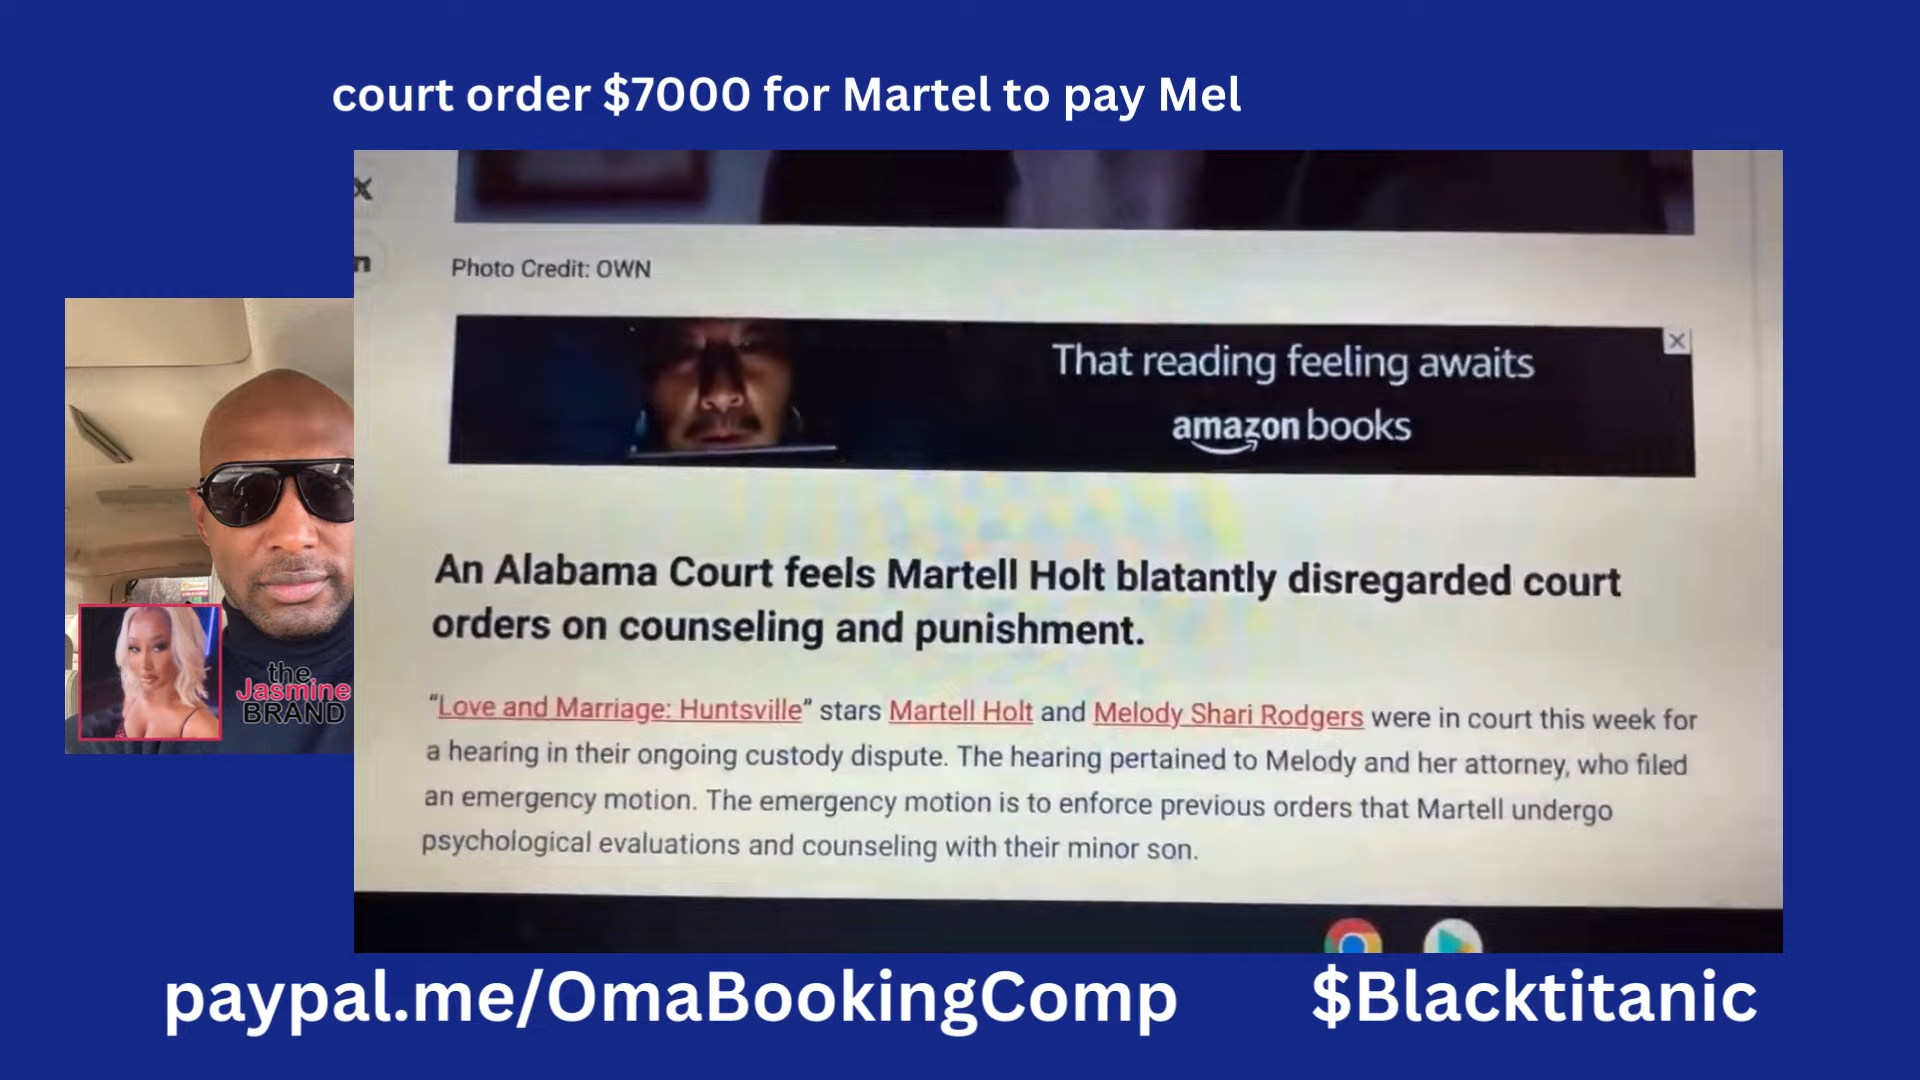 court order $7000 for Martel to pay Mel
X
Photo Credit: OWN
That reading feeling awaits
amazon books
An Alabama Court feels Martell Holt blatantly disregarded court
orders on counseling and punishment.
“Love and Marriage: Huntsville” stars Martell Holt and Melody Shari Rodgers were in court this week for
a hearing in their ongoing custody dispute. The hearing pertained to Melody and her attorney, who filed
an emergency motion. The emergency motion is to enforce previous orders that Martell undergo
psychological evaluations and counseling with their minor son.
the
Jasmine
BRAND
paypal.me/OmaBookingComp
$Blacktitanic